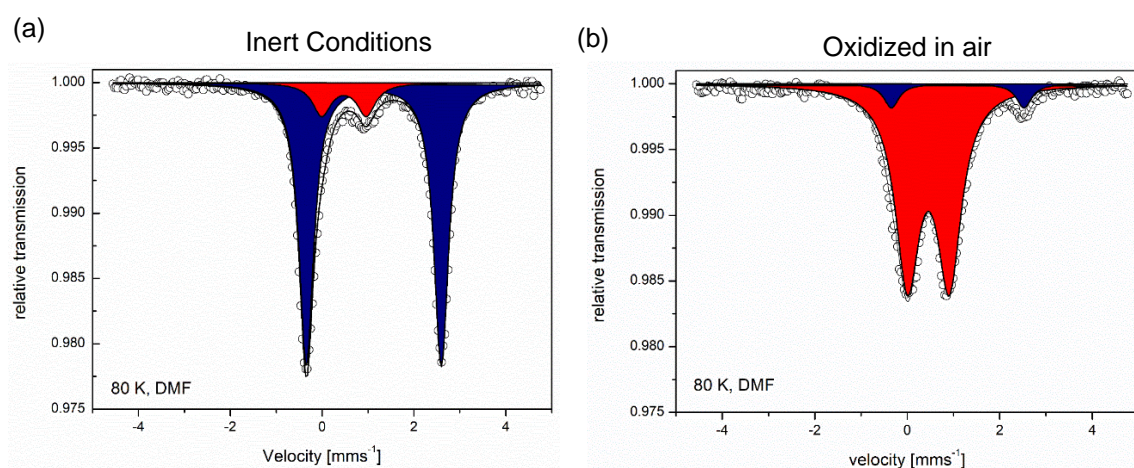 (a)
Inert Conditions
relative transmission
1.000
0.995
0.990
0.985
0.980
0.975
80 K, DMF
-4
-2
0
2
4
Velocity [mms⁻¹]
(b)
Oxidized in air
relative transmission
1.000
0.995
0.990
0.985
0.980
0.975
80 K, DMF
-4
-2
0
2
4
velocity [mms⁻¹]